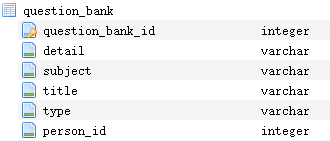 question_bank
question_bank_id integer
detail varchar
subject varchar
title varchar
type varchar
person_id integer